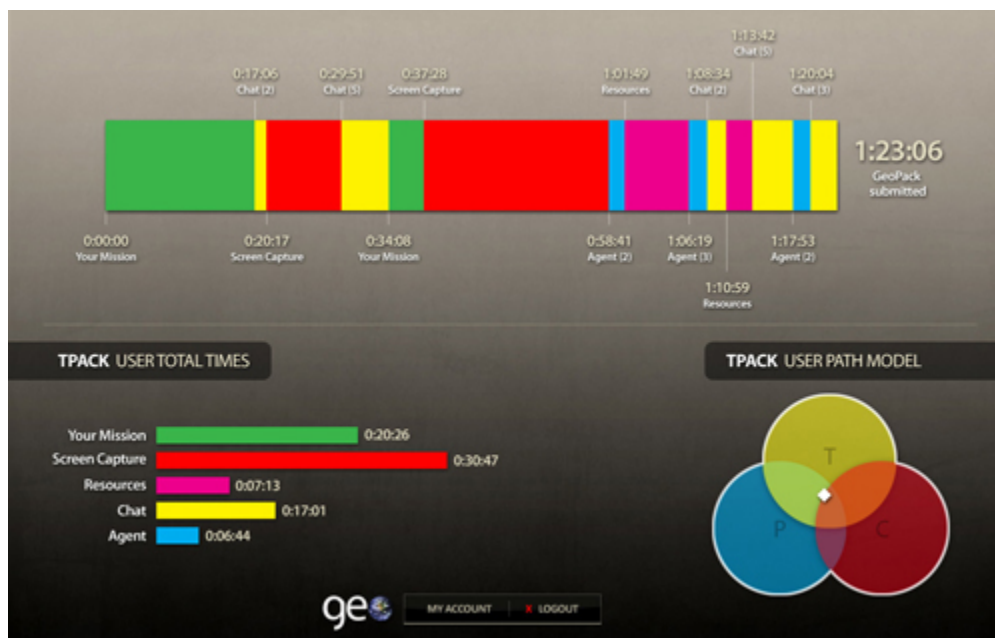 1:13:42
Chat (5)
0:17:06
Chat (2)
0:29:51
Chat (5)
0:37:28
Screen Capture
1:01:49
Resources
1:08:34
Chat (2)
1:20:04
Chat (3)
1:23:06
GeoPack
submitted
0:00:00
Your Mission
0:20:17
Screen Capture
0:34:08
Your Mission
0:58:41
Agent (2)
1:06:19
Agent (3)
1:17:53
Agent (2)
1:10:59
Resources
TPACK USER TOTAL TIMES
TPACK USER PATH MODEL
Your Mission 0:20:26
Screen Capture 0:30:47
Resources 0:07:13
Chat 0:17:01
Agent 0:06:44
T
P
C
geo
MY ACCOUNT
X LOGOUT